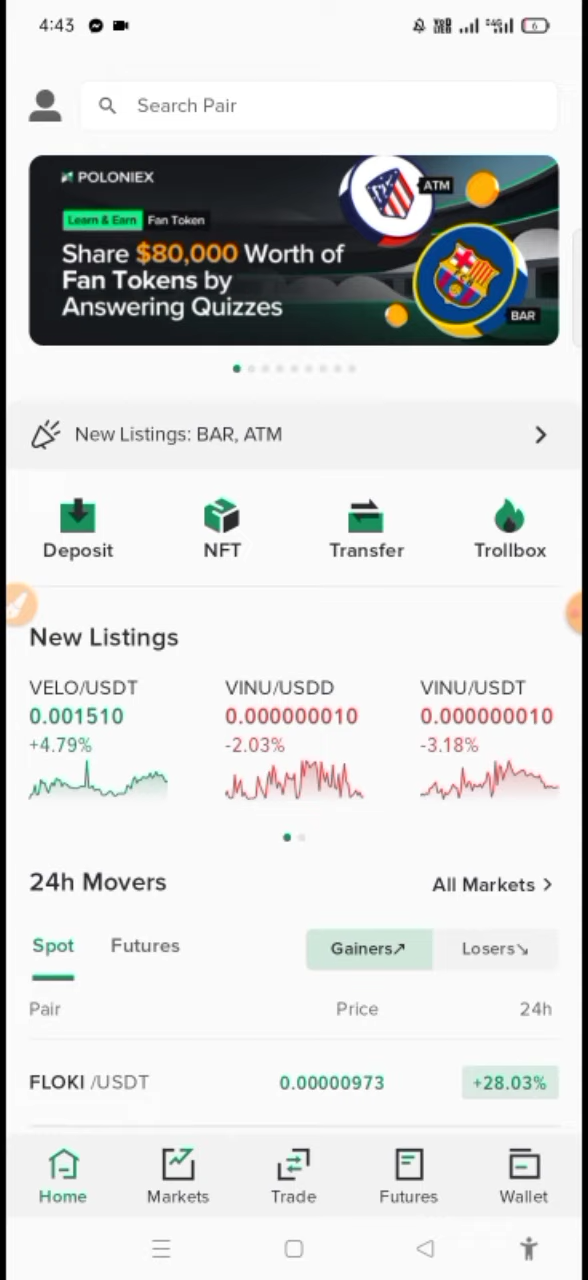 4:43
6
Search Pair
POLONIEX
ATM
Learn & Earn Fan Token
Share $80,000 Worth of
Fan Tokens by
Answering Quizzes
BAR
New Listings: BAR, ATM
Deposit NFT Transfer Trollbox
New Listings
VELO/USDT VINU/USDD VINU/USDT
0.001510 0.000000010 0.000000010
+4.79% -2.03% -3.18%
24h Movers All Markets >
Spot Futures Gainers↗ Losers↘
Pair Price 24h
FLOKI /USDT 0.00000973 +28.03%
Home Markets Trade Futures Wallet